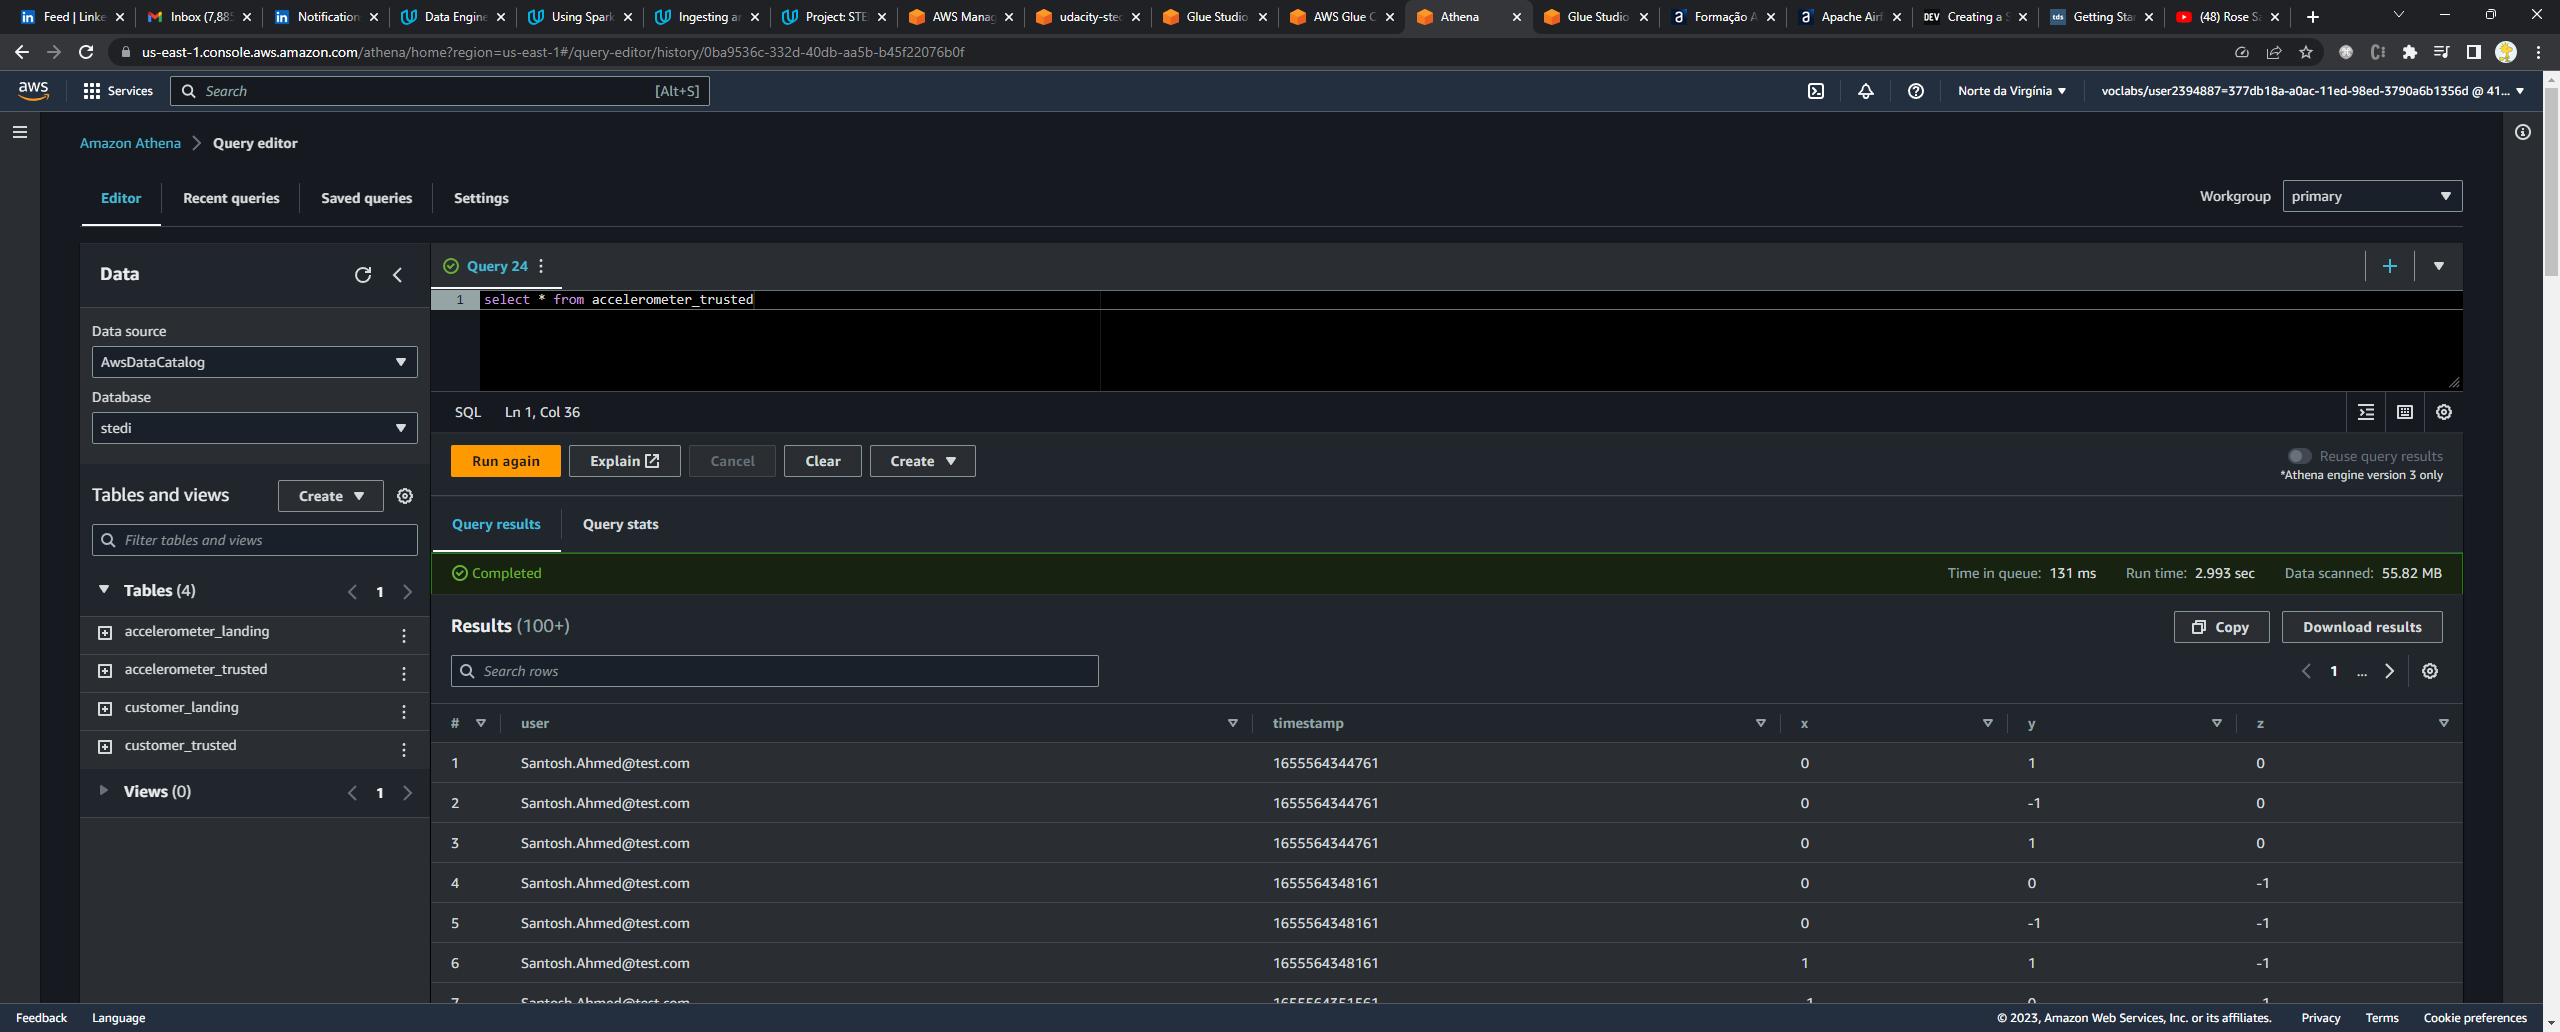 Feed | Linke
Inbox (7,885
Notification
Data Engine
Using Spark
Ingesting ar
Project: STE
AWS Manag
udacity-sted
Glue Studio
AWS Glue C
Athena
Glue Studio
Formação A
Apache Airf
DEV Creating a S
tds Getting Star
(48) Rose Sa
us-east-1.console.aws.amazon.com/athena/home?region=us-east-1#/query-editor/history/0ba9536c-332d-40db-aa5b-b45f22076b0f
aws Services Search [Alt+S] Norte da Virgínia voclabs/user2394887=377db18a-a0ac-11ed-98ed-3790a6b1356d @ 41...
Amazon Athena Query editor
Editor Recent queries Saved queries Settings Workgroup primary
Data
Data source
AwsDataCatalog
Database
stedi
Tables and views Create
Filter tables and views
Tables (4) 1
accelerometer_landing
accelerometer_trusted
customer_landing
customer_trusted
Views (0) 1
Query 24
1 select * from accelerometer_trusted
SQL Ln 1, Col 36
Run again Explain Cancel Clear Create Reuse query results
*Athena engine version 3 only
Query results Query stats
Completed Time in queue: 131 ms Run time: 2.993 sec Data scanned: 55.82 MB
Results (100+) Copy Download results
Search rows 1 ...
# user timestamp x y z
1 Santosh.Ahmed@test.com 1655564344761 0 1 0
2 Santosh.Ahmed@test.com 1655564344761 0 -1 0
3 Santosh.Ahmed@test.com 1655564344761 0 1 0
4 Santosh.Ahmed@test.com 1655564348161 0 0 -1
5 Santosh.Ahmed@test.com 1655564348161 0 -1 -1
6 Santosh.Ahmed@test.com 1655564348161 1 1 -1
7 Santosh.Ahmed@test.com 1655564351561
Feedback Language © 2023, Amazon Web Services, Inc. or its affiliates. Privacy Terms Cookie preferences